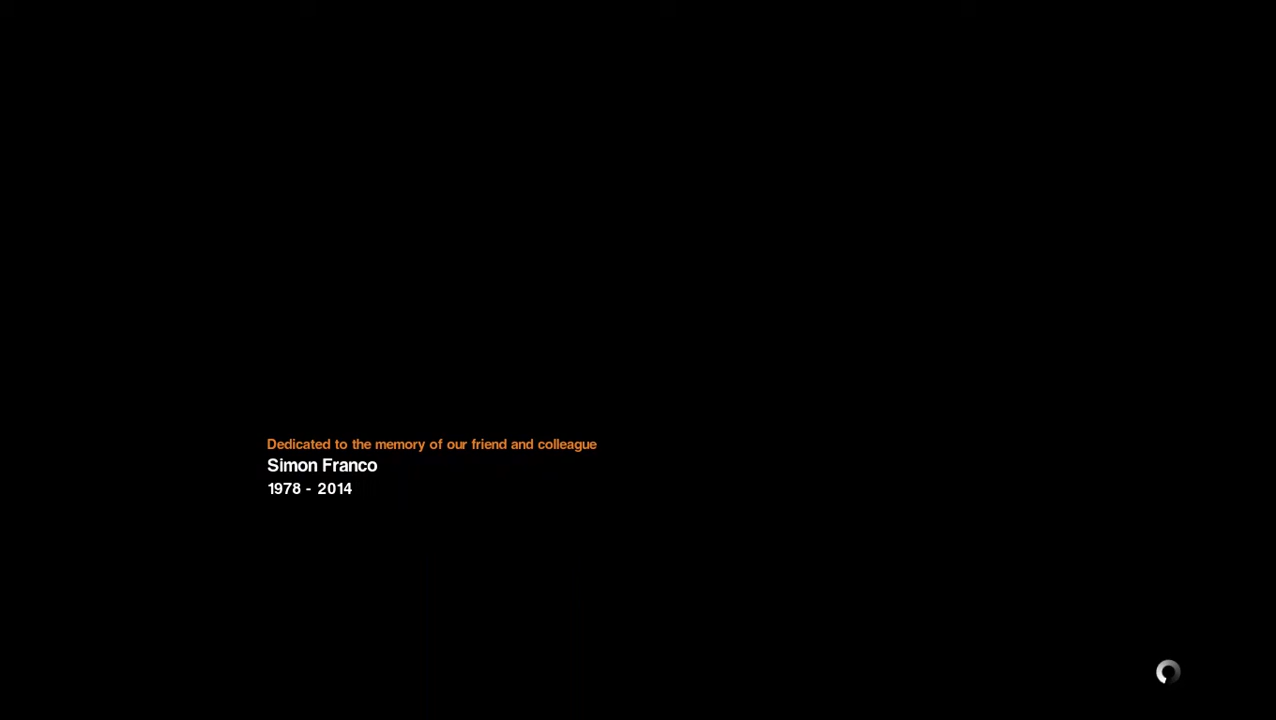 Dedicated to the memory of our friend and colleague
Simon Franco
1978 - 2014